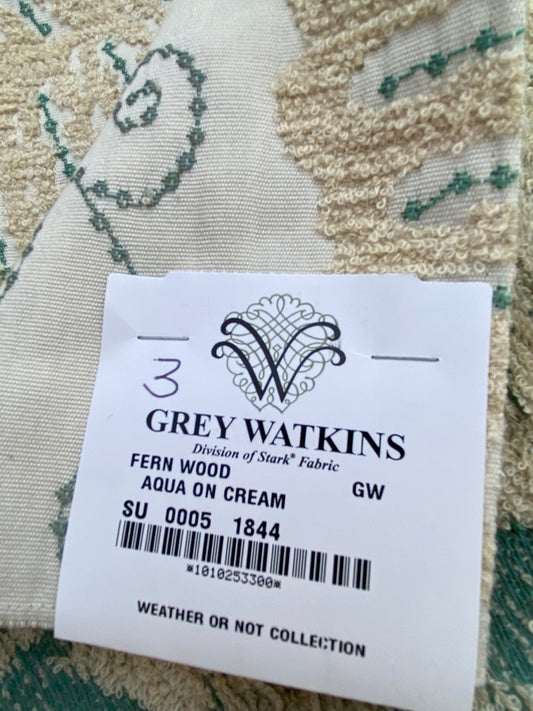 3
W
GREY WATKINS
Division of Stark® Fabric
FERN WOOD GW
AQUA ON CREAM
SU 0005 1844
*1010253300*
WEATHER OR NOT COLLECTION